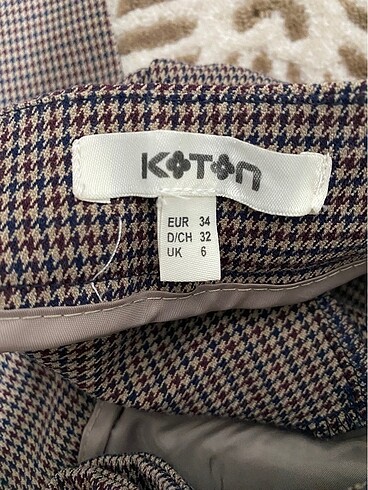 KOTON
EUR 34
D/CH 32
UK 6